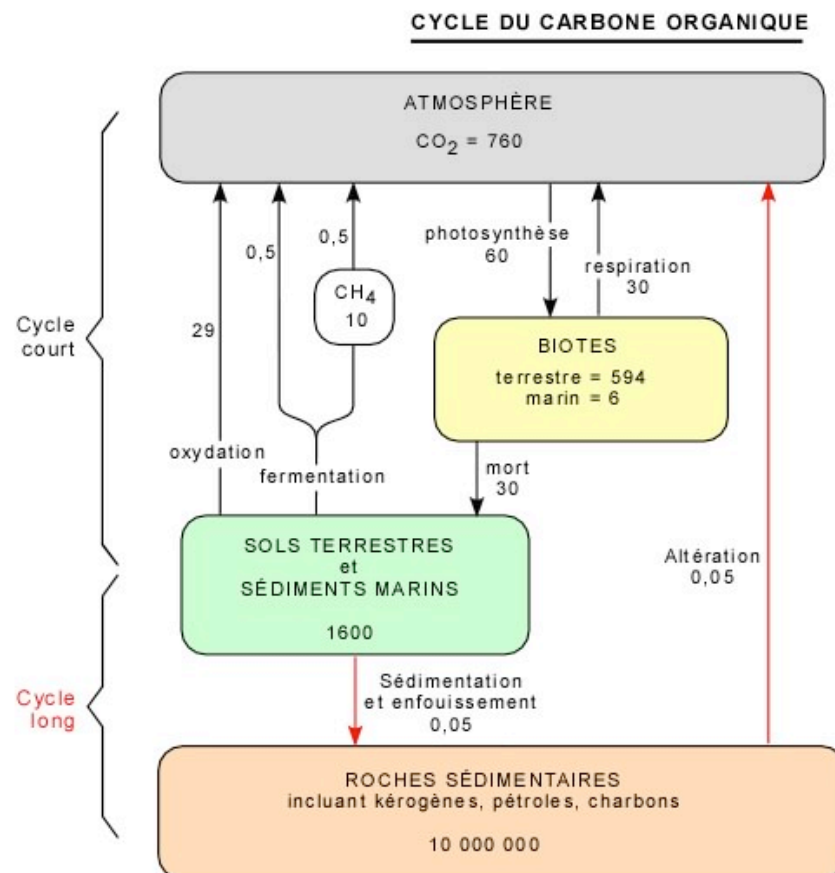 CYCLE DU CARBONE ORGANIQUE
ATMOSPHÈRE
CO2 = 760
0,5
0,5
photosynthèse
60
respiration
30
CH4
10
Cycle
court
29
BIOTES
terrestre = 594
marin = 6
oxydation
fermentation
mort
30
SOLS TERRESTRES
et
SÉDIMENTS MARINS
1600
Altération
0,05
Cycle
long
Sédimentation
et enfouissement
0,05
ROCHES SÉDIMENTAIRES
incluant kérogènes, pétroles, charbons
10 000 000